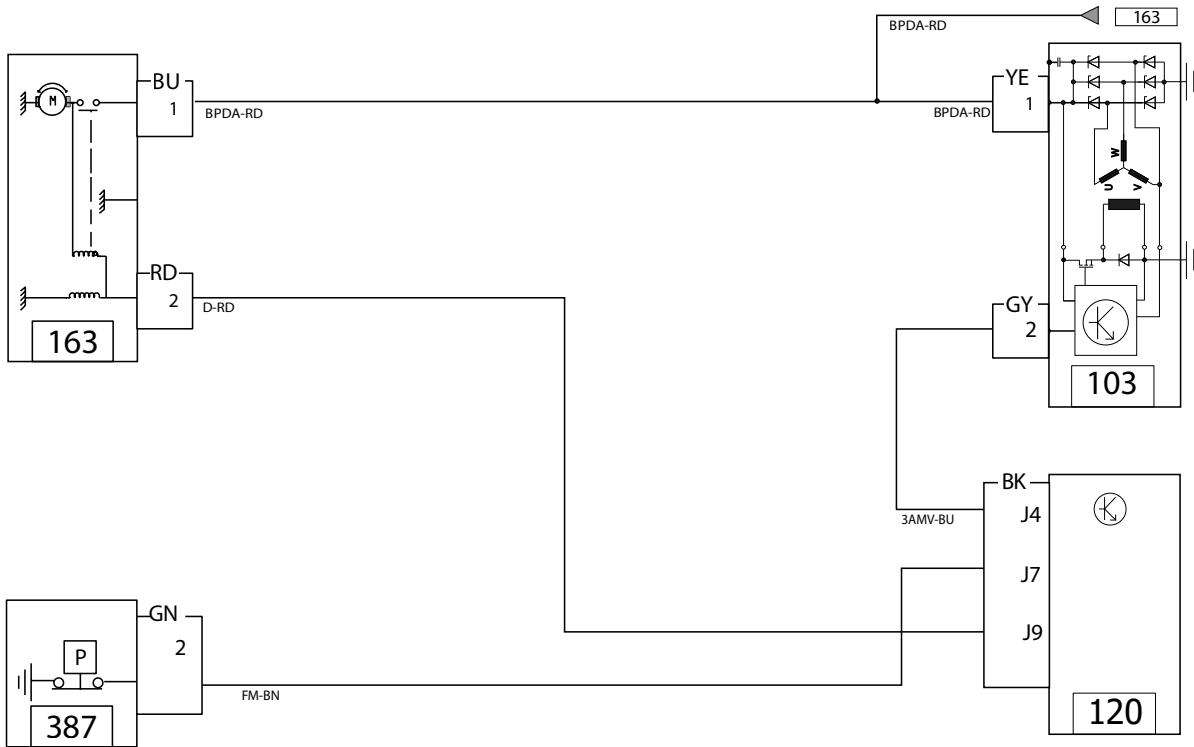 BPDA-RD
163
BU
1
BPDA-RD
BPDA-RD
YE
1
M
W
U
V
RD
2
D-RD
163
GY
2
103
BK
3AMV-BU
J4
J7
J9
GN
2
P
FM-BN
387
120